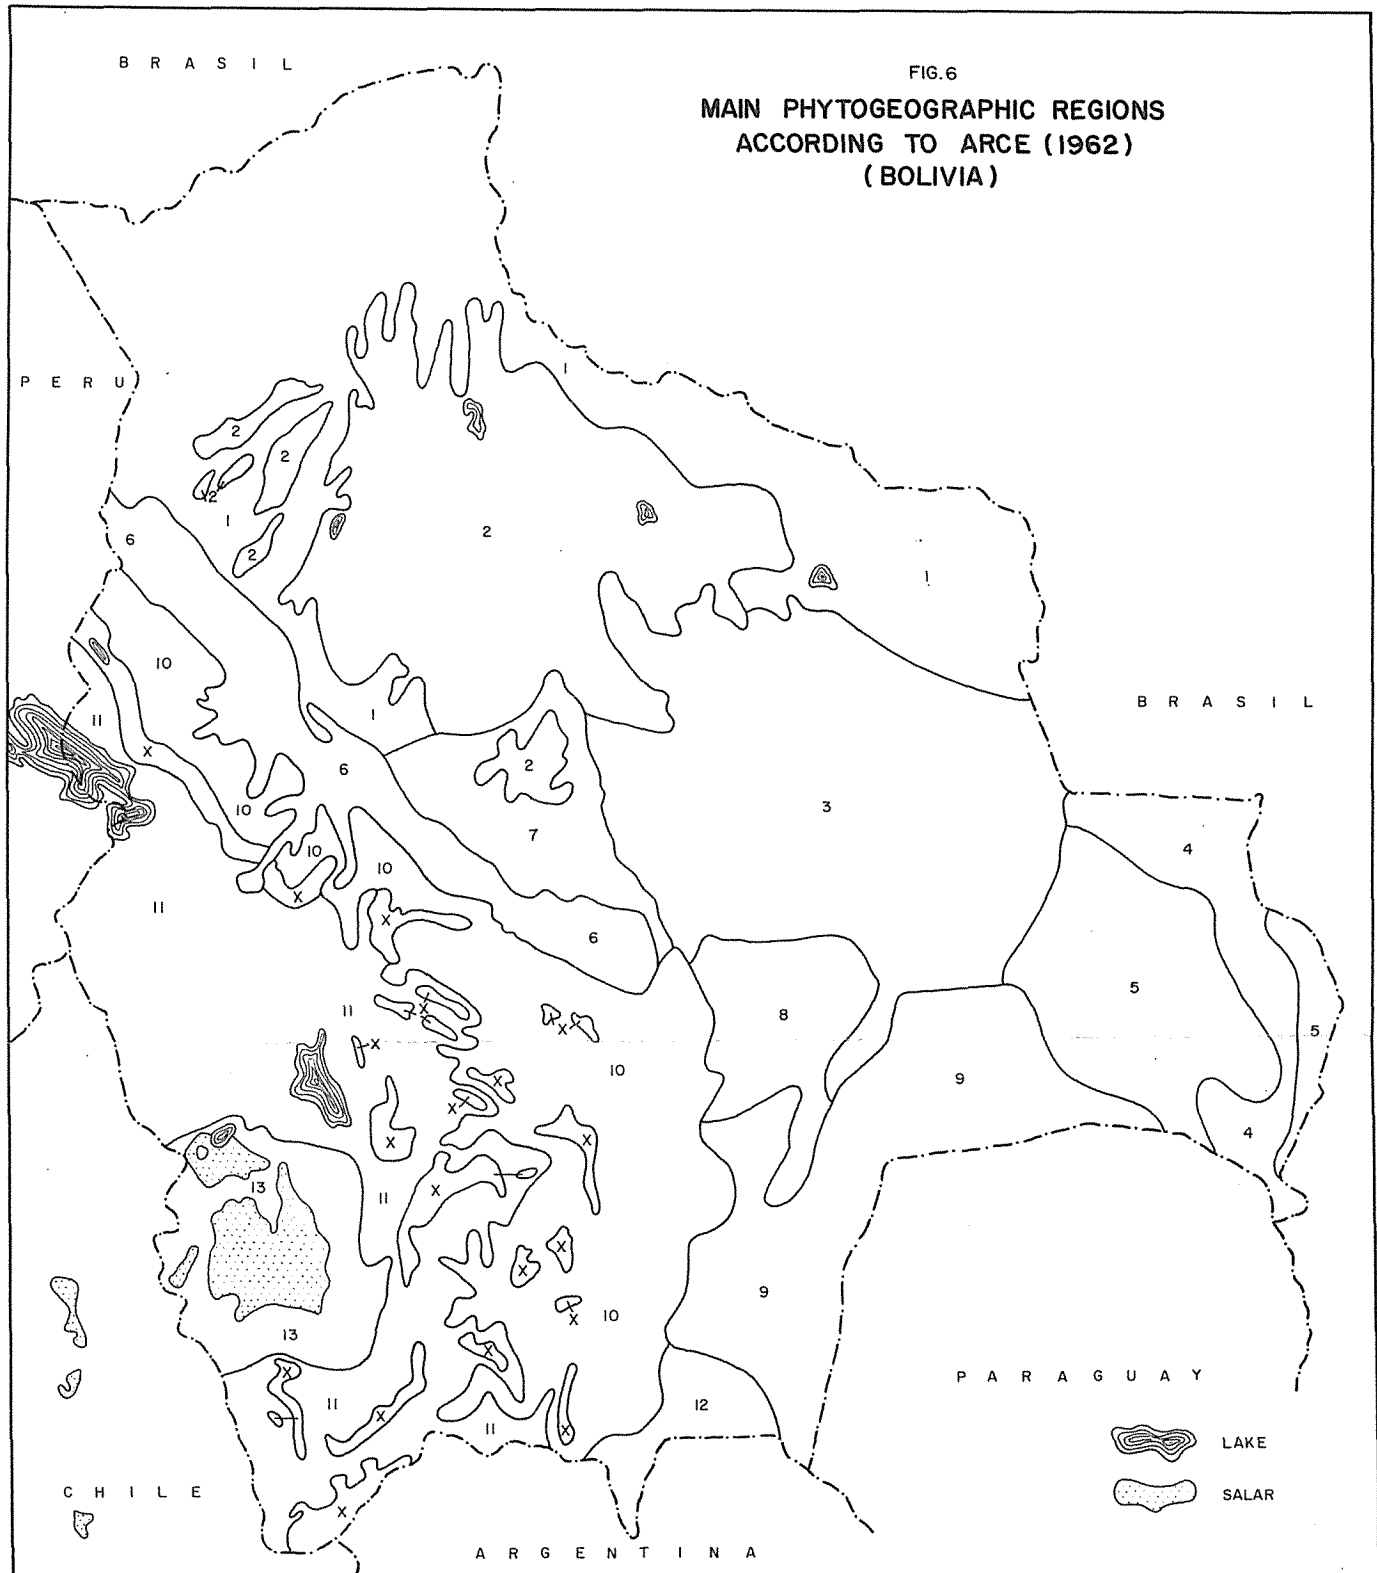 B R A S I L
FIG. 6
MAIN PHYTOGEOGRAPHIC REGIONS
ACCORDING TO ARCE (1962)
(BOLIVIA)
1
P E R U
2
2
2
1
2
6
2
1
10
B R A S I L
11
1
X
6
2
3
10
7
4
10
10
X
11
X
6
5
X
11
X
8
5
X
10
X
9
X
X
X
4
13
11
X
X
X
9
X
10
13
X
X
P A R A G U A Y
11
12
X
11
X
LAKE
C H I L E
SALAR
X
A R G E N T I N A